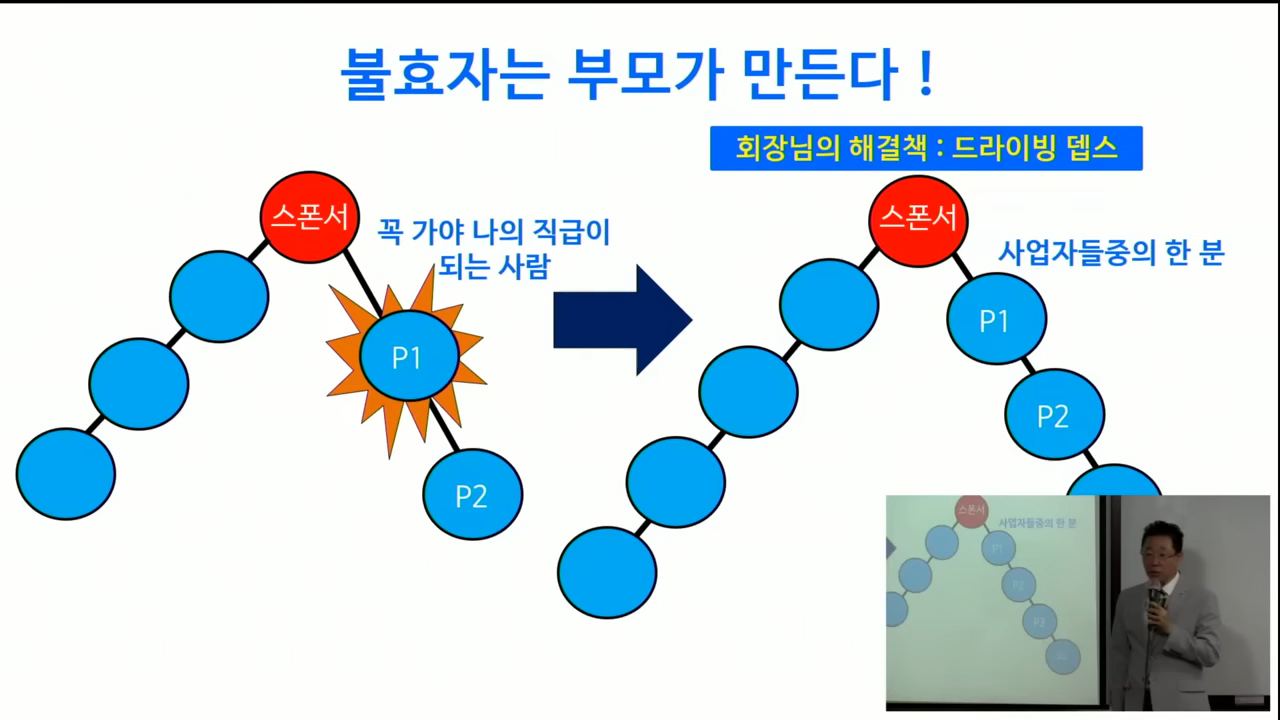 불효자는 부모가 만든다 !
회장님의 해결책 : 드라이빙 뎁스
스폰서
꼭 가야 나의 직급이
되는 사람
P1
P2
스폰서
사업자들중의 한 분
P1
P2
스폰서
사업자들중의 한 분
P1
P2
P3